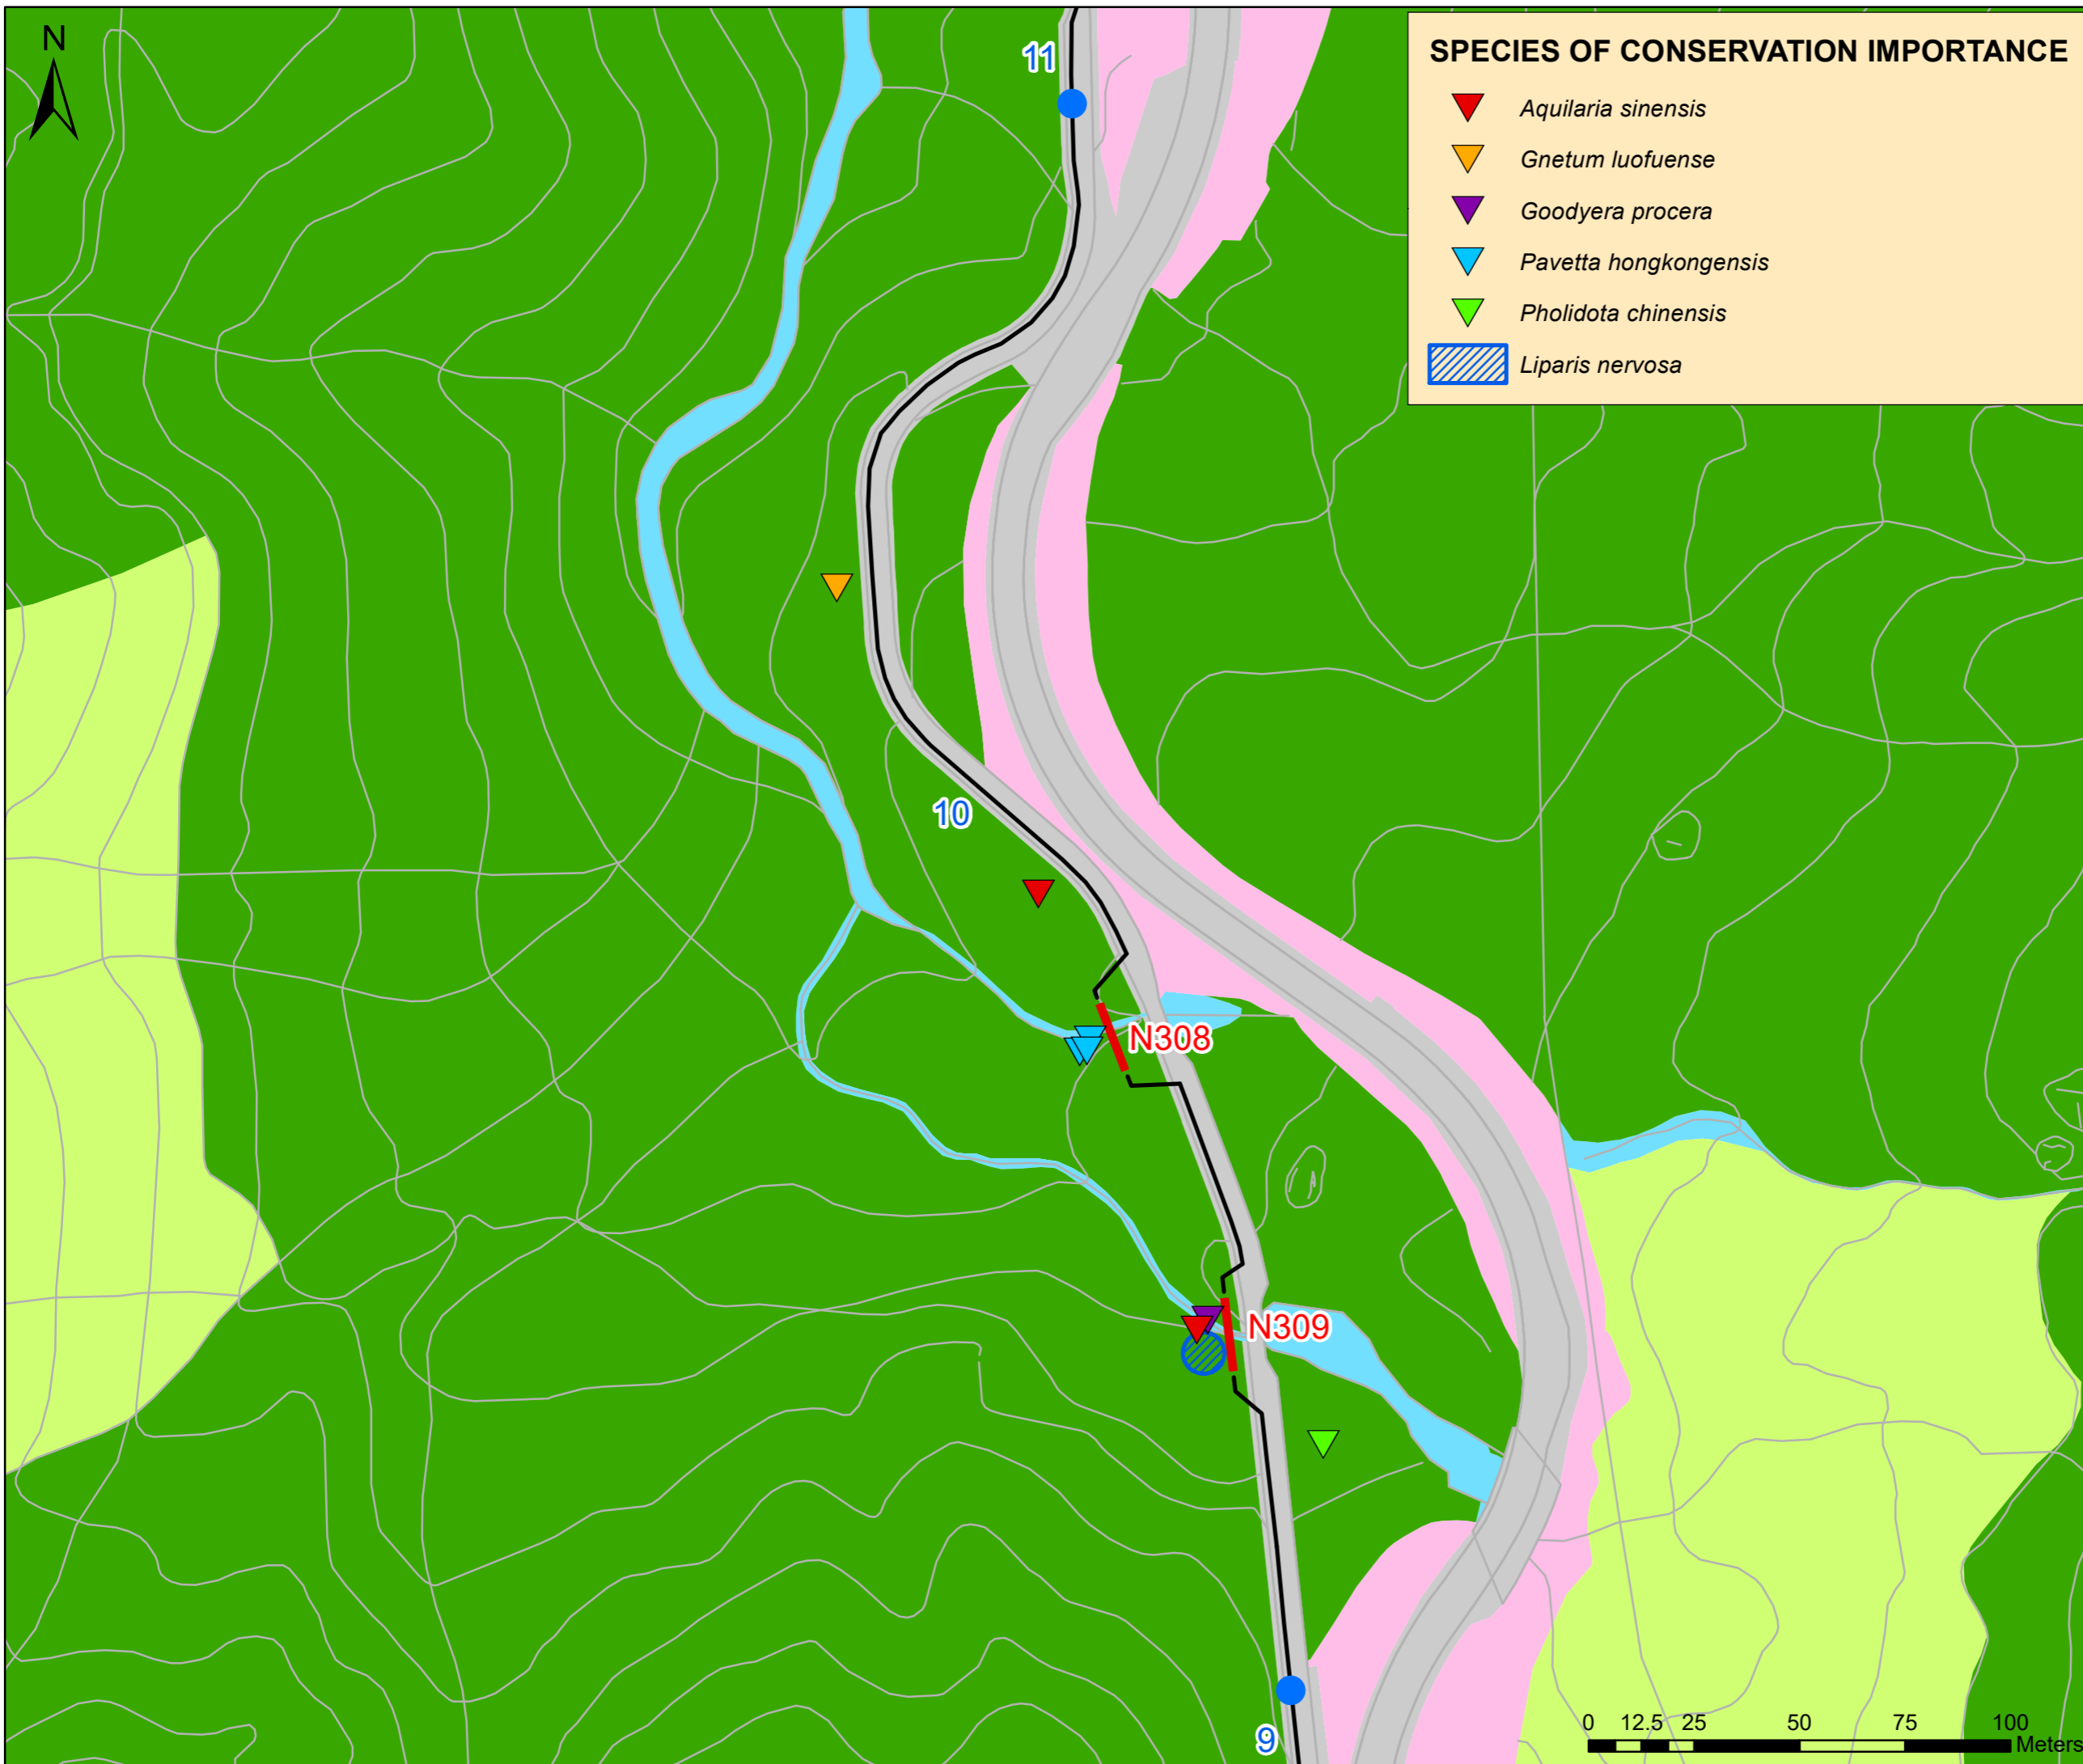 N
11
SPECIES OF CONSERVATION IMPORTANCE
Aquilaria sinensis
Gnetum luofuense
Goodyera procera
Pavetta hongkongensis
Pholidota chinensis
Liparis nervosa
10
N308
N309
9
0 12.5 25 50 75 100
Meters